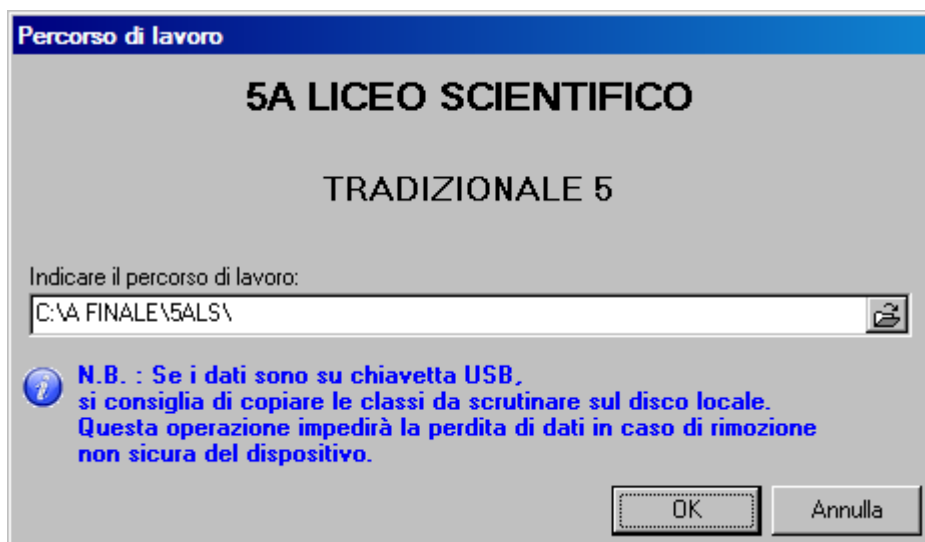 Percorso di lavoro
5A LICEO SCIENTIFICO
TRADIZIONALE 5
Indicare il percorso di lavoro:
C:\A FINALE\5ALS\
N.B. : Se i dati sono su chiavetta USB,
si consiglia di copiare le classi da scrutinare sul disco locale.
Questa operazione impedirà la perdita di dati in caso di rimozione
non sicura del dispositivo.
OK Annulla